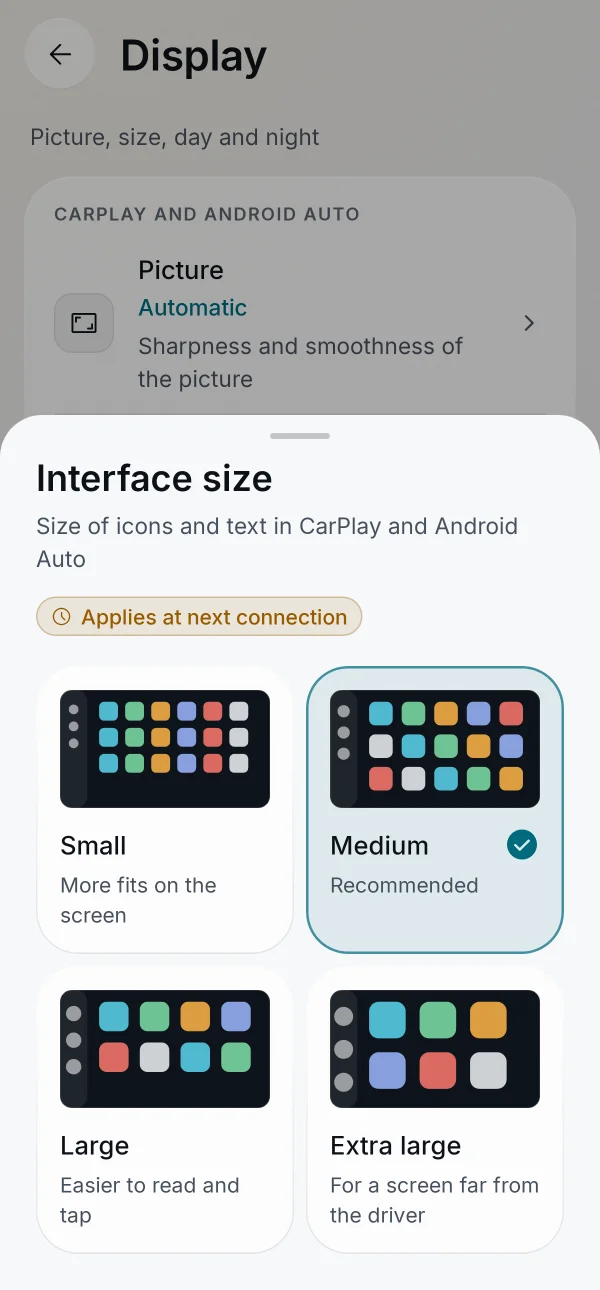 Display
Picture, size, day and night
CARPLAY AND ANDROID AUTO
Picture
Automatic
Sharpness and smoothness of
the picture
Interface size
Size of icons and text in CarPlay and Android
Auto
Applies at next connection
Small
More fits on the
screen
Medium
Recommended
Large
Easier to read and
tap
Extra large
For a screen far from
the driver